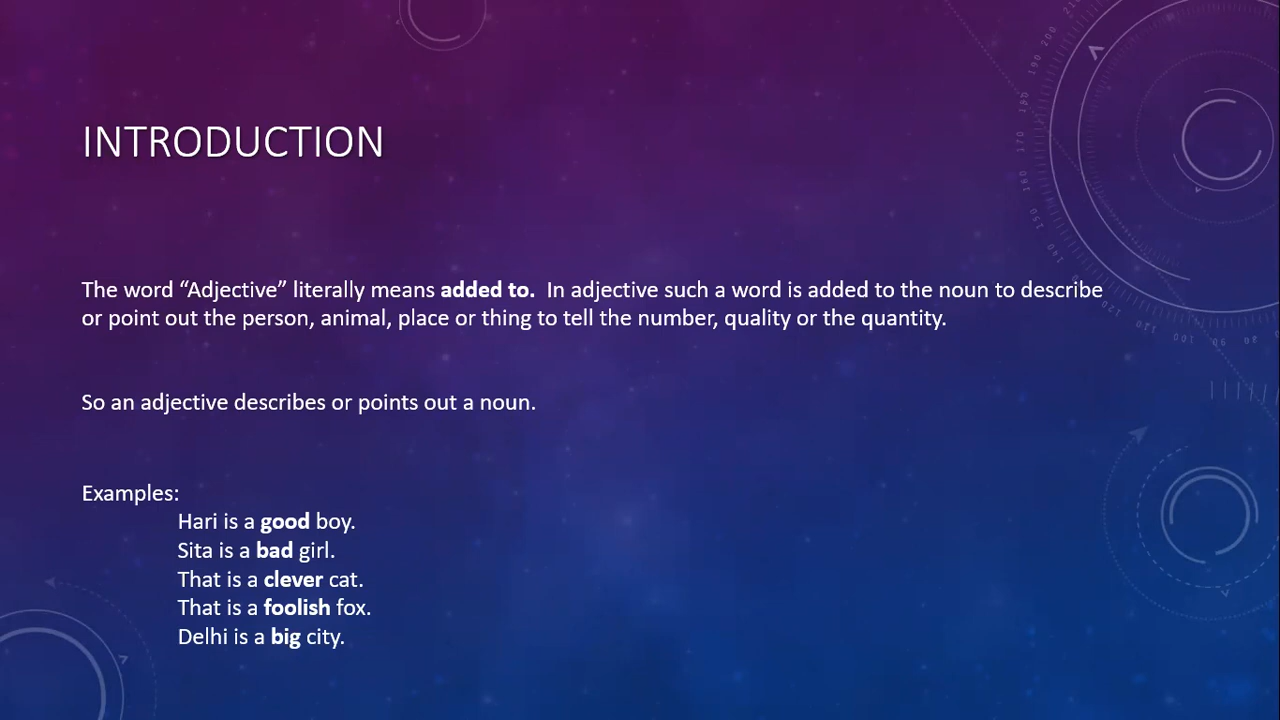 INTRODUCTION
The word “Adjective” literally means added to.  In adjective such a word is added to the noun to describe
or point out the person, animal, place or thing to tell the number, quality or the quantity.
So an adjective describes or points out a noun.
Examples:
Hari is a good boy.
Sita is a bad girl.
That is a clever cat.
That is a foolish fox.
Delhi is a big city.